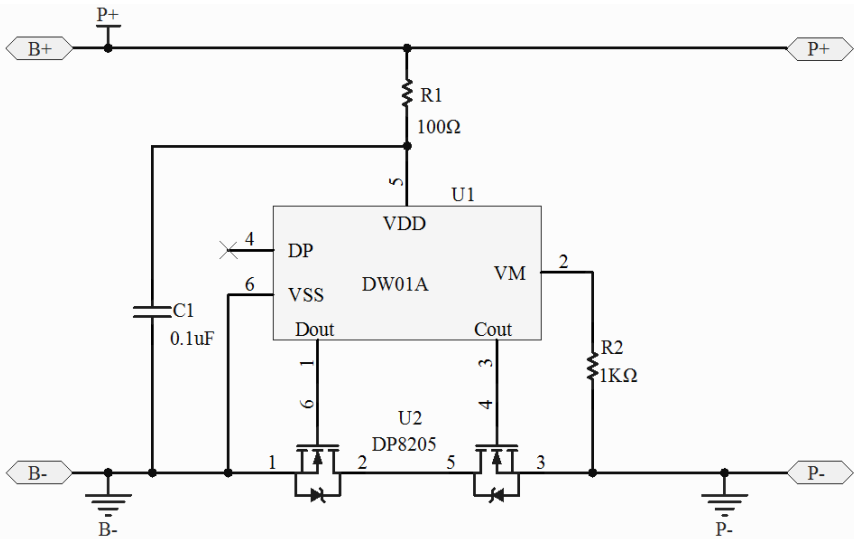 P+
B+
P+
R1
100Ω
5
U1
VDD
4
DP
VM
2
DW01A
6
VSS
C1
0.1uF
Dout
Cout
R2
1KΩ
1
3
6
4
U2
DP8205
B-
1
2
5
3
P-
B-
P-